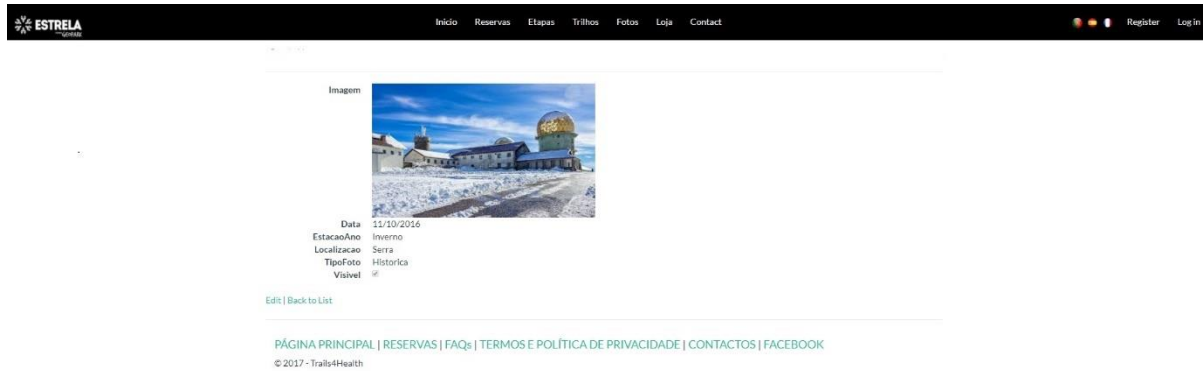 ESTRELA
Início Reservas Etapas Trilhos Fotos Loja Contact
Register Log in
Imagem
Data 11/10/2016
EstacaoAno Inverno
Localizacao Serra
TipoFoto Historica
Visivel
Edit | Back to List
PÁGINA PRINCIPAL | RESERVAS | FAQs | TERMOS E POLÍTICA DE PRIVACIDADE | CONTACTOS | FACEBOOK
© 2017 - Trails4Health